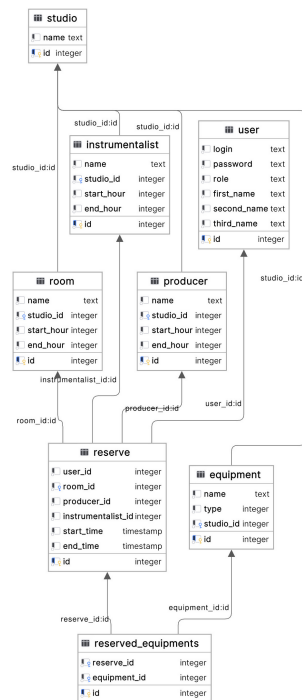 studio
name text
id integer
studio_id:id
studio_id:id
instrumentalist
name text
studio_id integer
start_hour integer
end_hour integer
id integer
user
login text
password text
role text
first_name text
second_name text
third_name text
id integer
studio_id:id
studio_id:id
room
name text
studio_id integer
start_hour integer
end_hour integer
id integer
producer
name text
studio_id integer
start_hour integer
end_hour integer
id integer
instrumentalist_id:id
room_id:id
producer_id:id
user_id:id
reserve
user_id integer
room_id integer
producer_id integer
instrumentalist_id integer
start_time timestamp
end_time timestamp
id integer
equipment
name text
type integer
studio_id integer
id integer
reserve_id:id
equipment_id:id
reserved_equipments
reserve_id integer
equipment_id integer
id integer